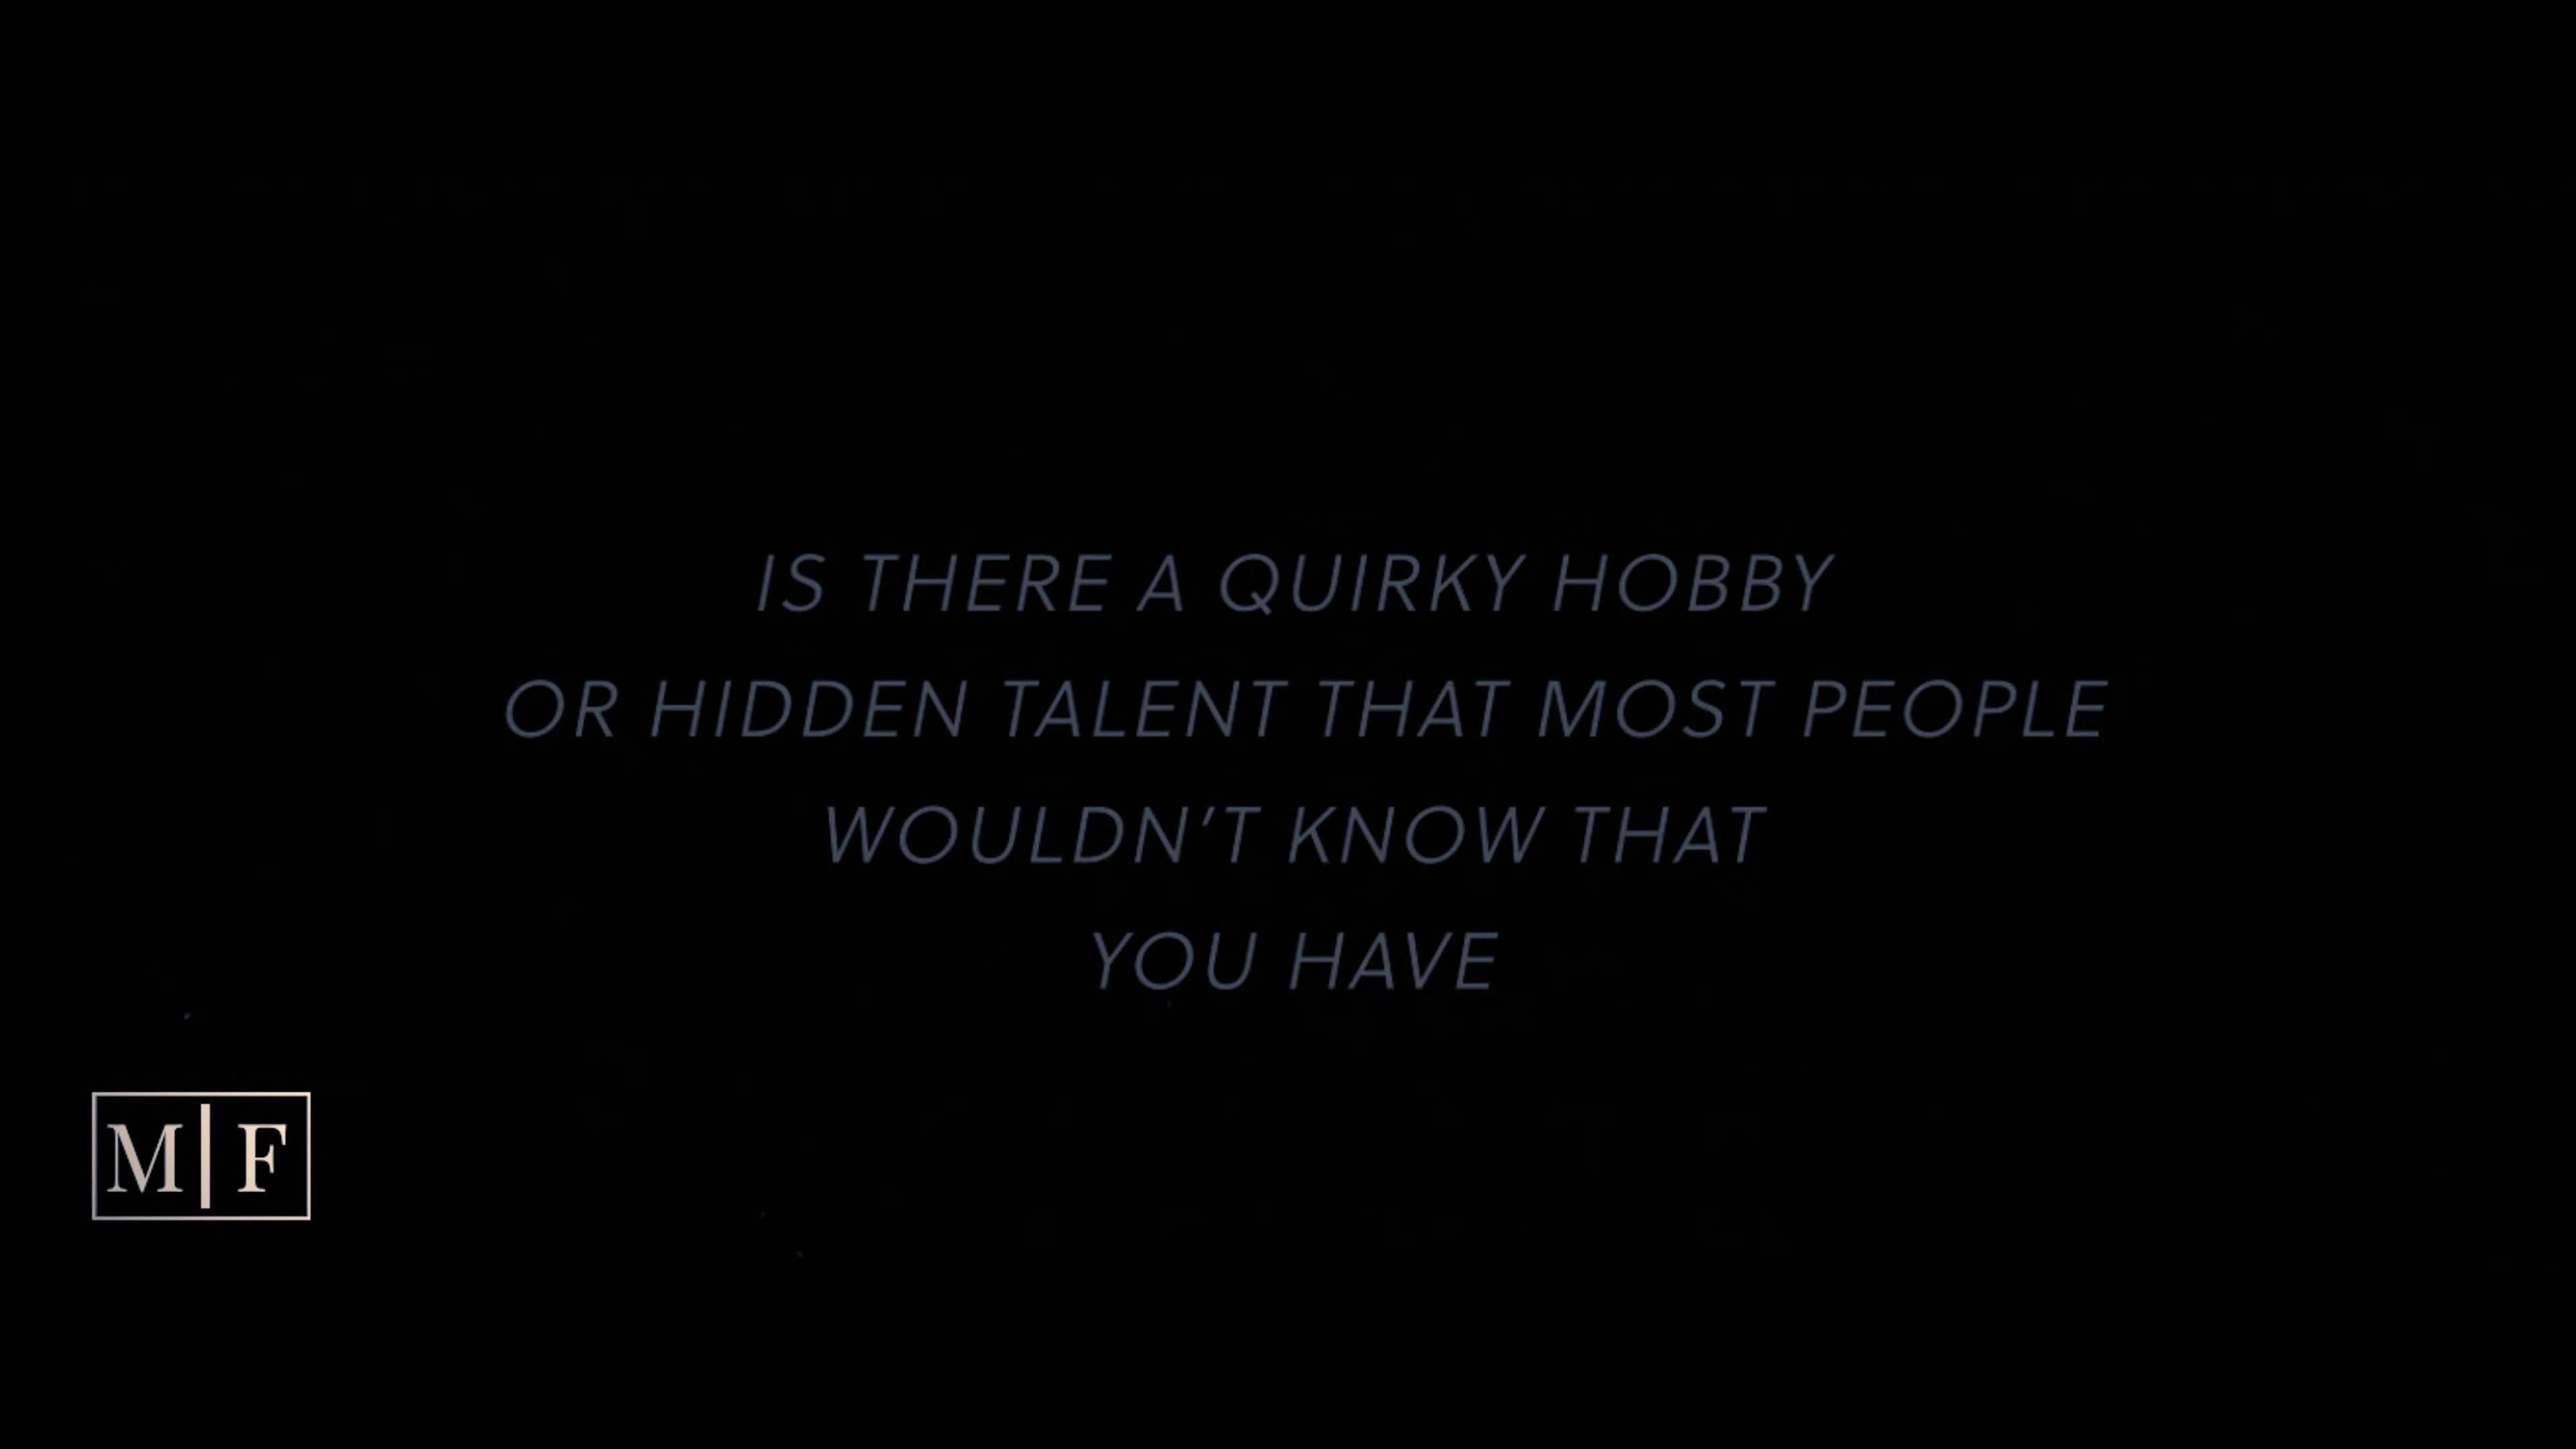 IS THERE A QUIRKY HOBBY
OR HIDDEN TALENT THAT MOST PEOPLE
WOULDN'T KNOW THAT
YOU HAVE
M|F